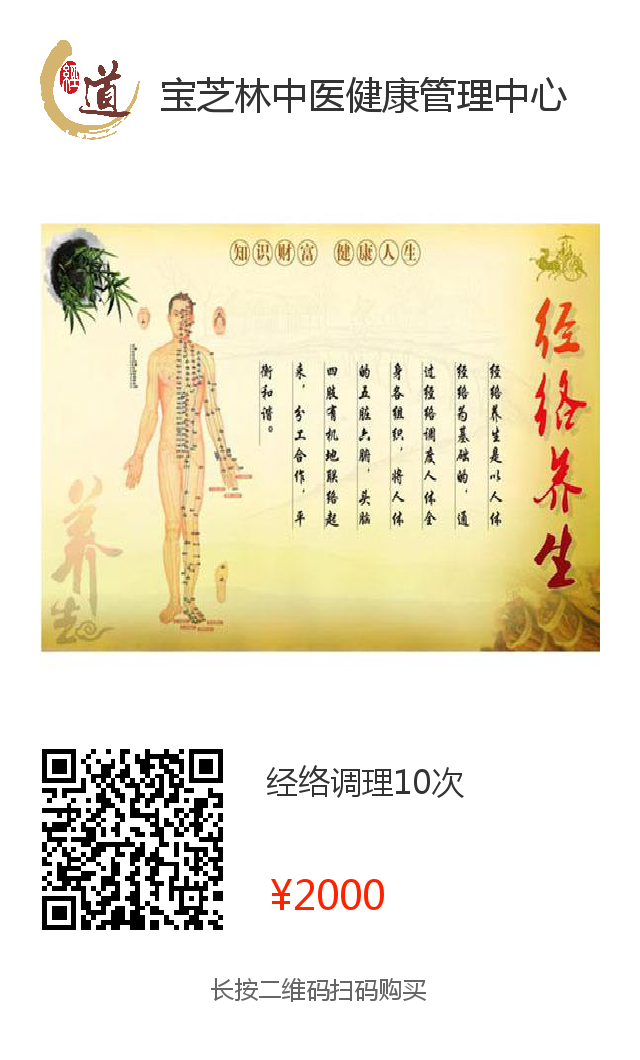 經
道
宝芝林中医健康管理中心
知识财富 健康人生
经络养生
经络养生是以人体
经络为基础的，通
过经络调度人体全
身各组织，将人体
的五脏六腑，头脑
四肢有机地联络起
来，分工合作，平
衡和谐。
养生
经络调理10次
¥2000
长按二维码扫码购买